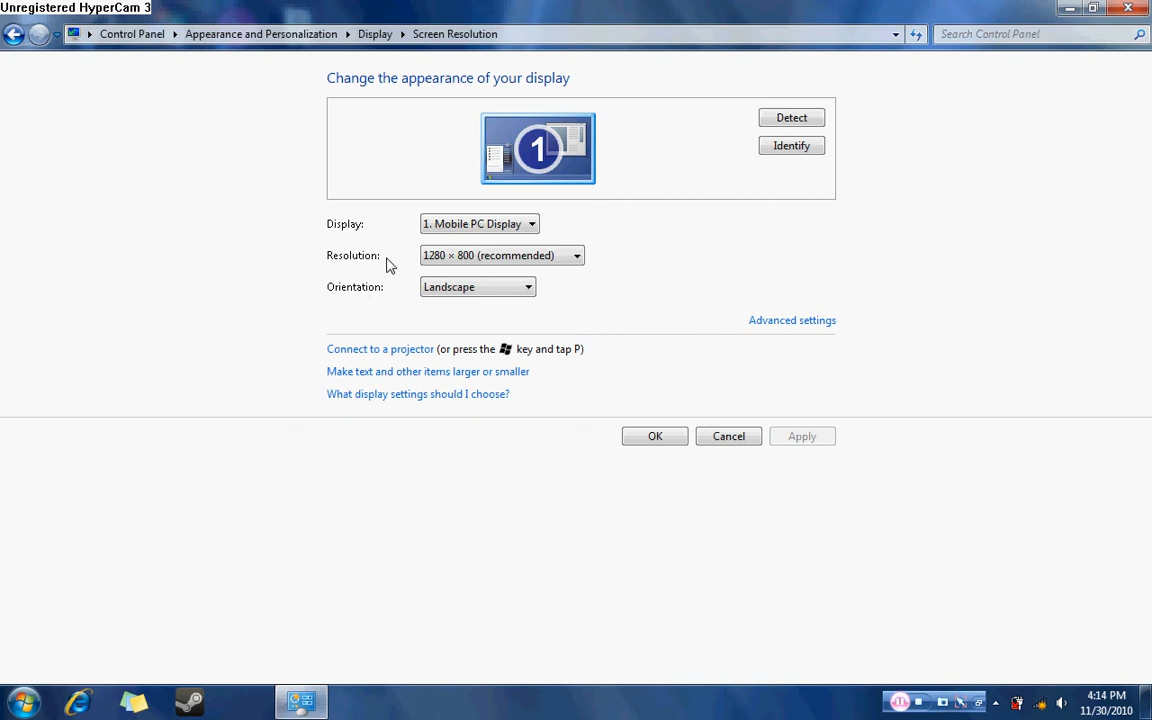 Unregistered HyperCam 3
Control Panel Appearance and Personalization Display Screen Resolution
Search Control Panel
Change the appearance of your display
1
Detect
Identify
Display: 1. Mobile PC Display
Resolution: 1280 × 800 (recommended)
Orientation: Landscape
Advanced settings
Connect to a projector (or press the key and tap P)
Make text and other items larger or smaller
What display settings should I choose?
OK Cancel Apply
4:14 PM
11/30/2010